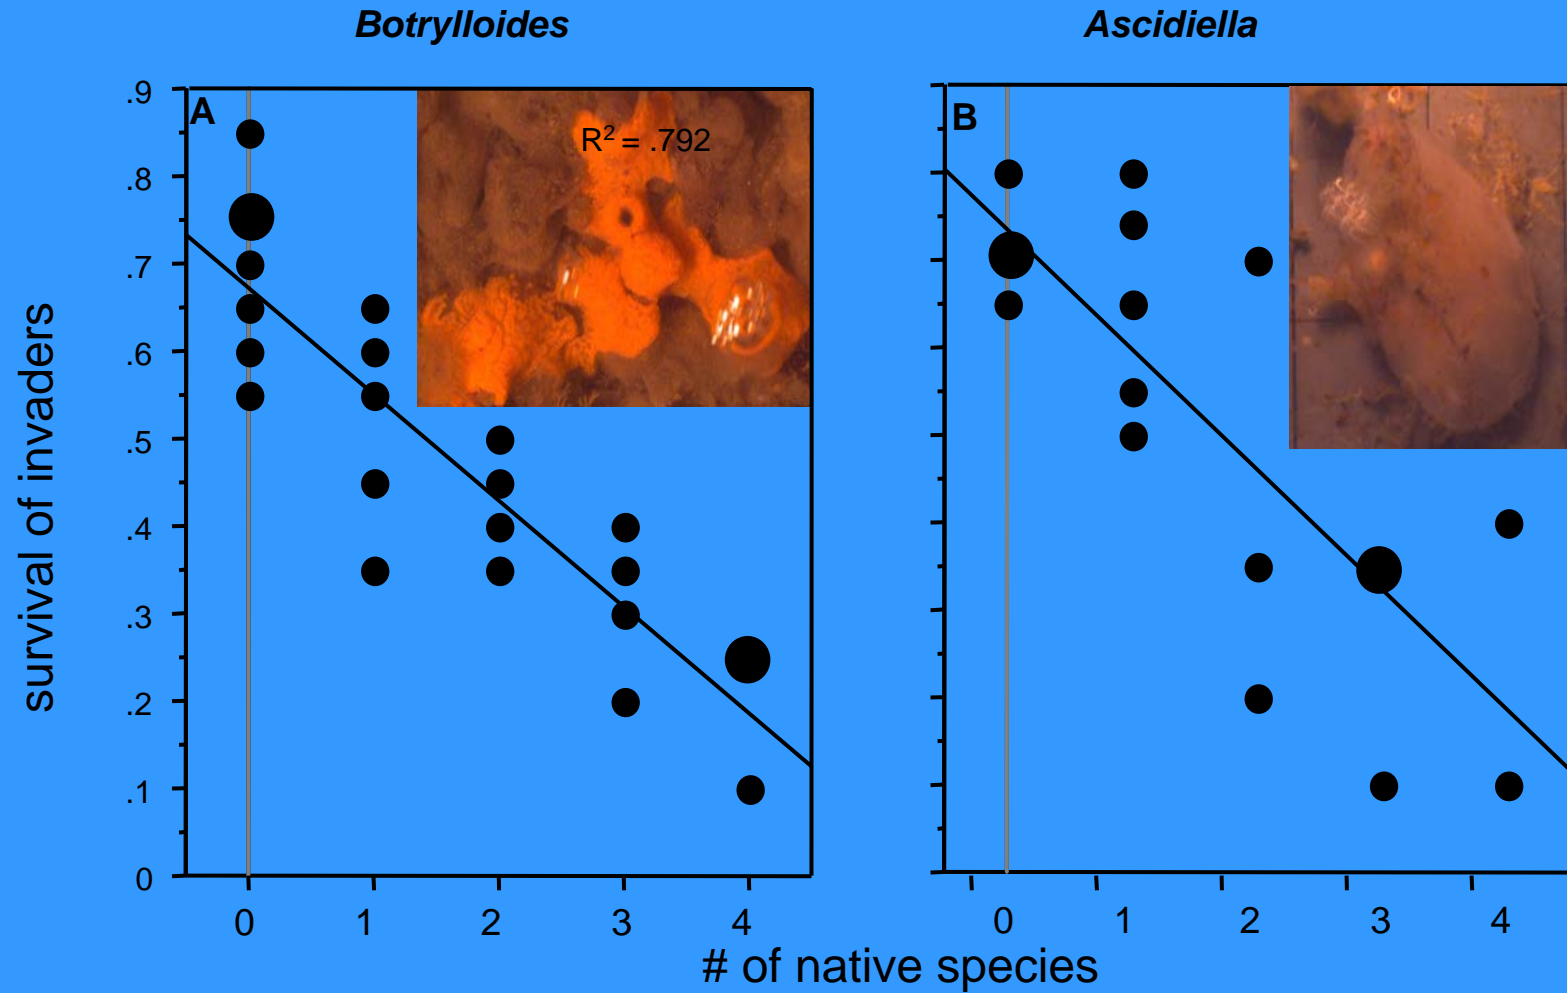 Botrylloides
Ascidiella
A
R² = .792
B
survival of invaders
.9
.8
.7
.6
.5
.4
.3
.2
.1
0
0 1 2 3 4
0 1 2 3 4
# of native species